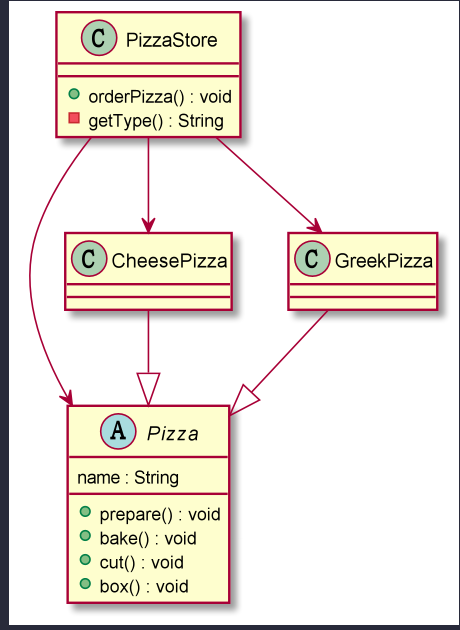 C PizzaStore
orderPizza() : void
getType() : String
C CheesePizza
C GreekPizza
A Pizza
name : String
prepare() : void
bake() : void
cut() : void
box() : void